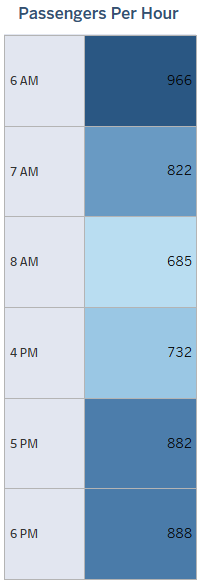 Passengers Per Hour
6 AM 966
7 AM 822
8 AM 685
4 PM 732
5 PM 882
6 PM 888